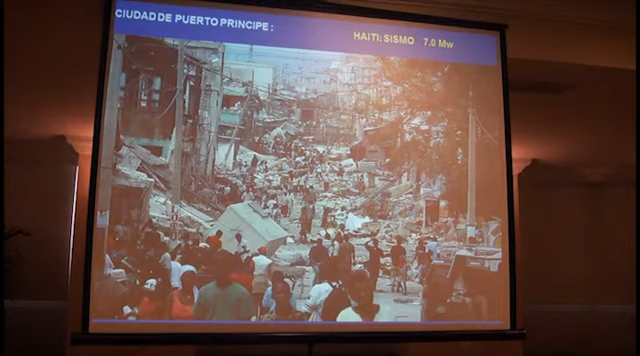 CIUDAD DE PUERTO PRINCIPE :
HAITI: SISMO 7.0 Mw